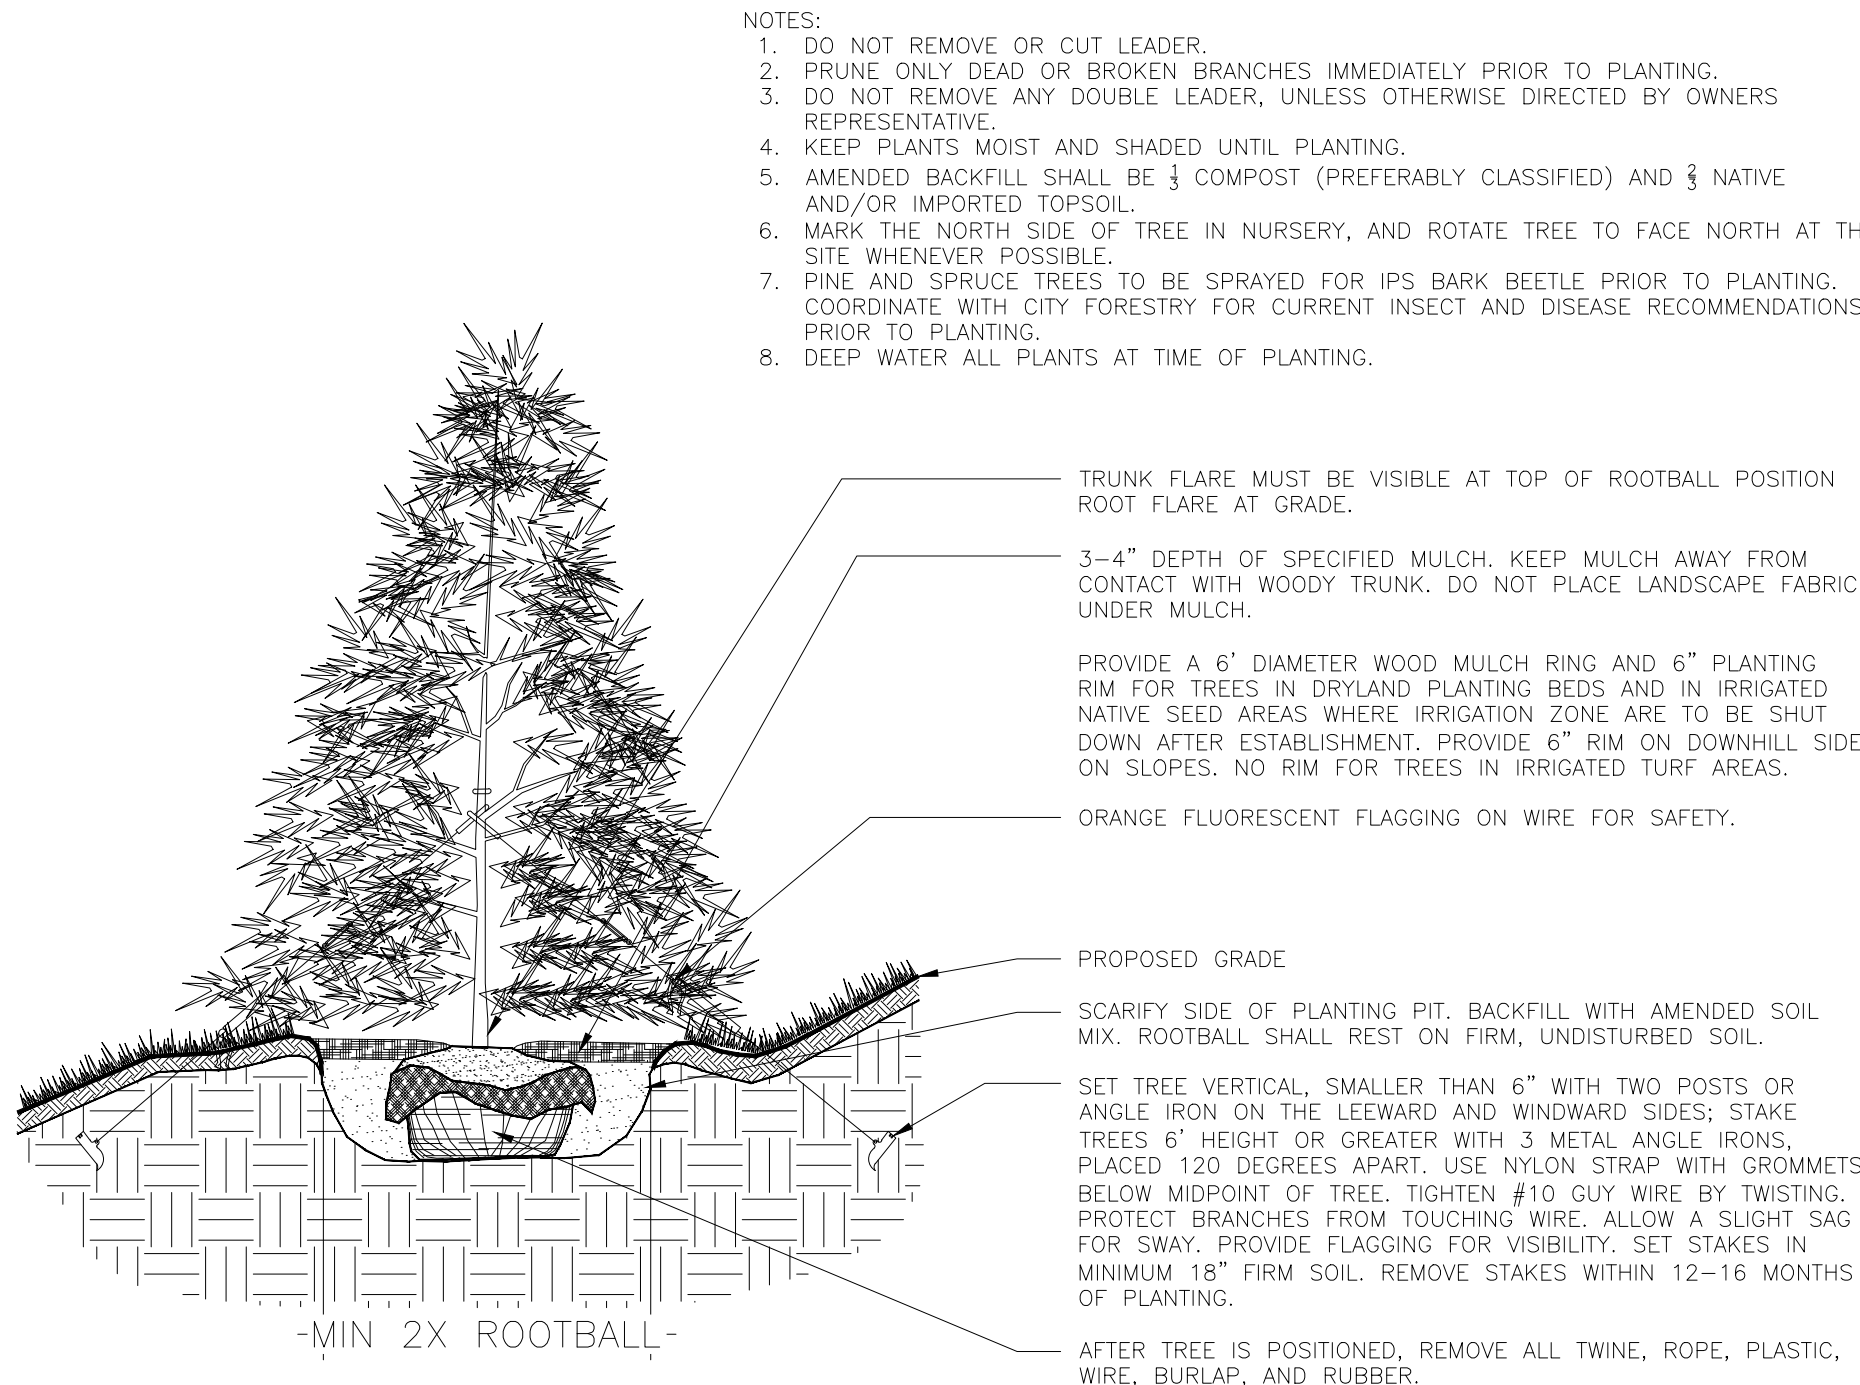 NOTES:
1. DO NOT REMOVE OR CUT LEADER.
2. PRUNE ONLY DEAD OR BROKEN BRANCHES IMMEDIATELY PRIOR TO PLANTING.
3. DO NOT REMOVE ANY DOUBLE LEADER, UNLESS OTHERWISE DIRECTED BY OWNERS
REPRESENTATIVE.
4. KEEP PLANTS MOIST AND SHADED UNTIL PLANTING.
5. AMENDED BACKFILL SHALL BE ⅓ COMPOST (PREFERABLY CLASSIFIED) AND ⅔ NATIVE
AND/OR IMPORTED TOPSOIL.
6. MARK THE NORTH SIDE OF TREE IN NURSERY, AND ROTATE TREE TO FACE NORTH AT TH
SITE WHENEVER POSSIBLE.
7. PINE AND SPRUCE TREES TO BE SPRAYED FOR IPS BARK BEETLE PRIOR TO PLANTING.
COORDINATE WITH CITY FORESTRY FOR CURRENT INSECT AND DISEASE RECOMMENDATIONS
PRIOR TO PLANTING.
8. DEEP WATER ALL PLANTS AT TIME OF PLANTING.
TRUNK FLARE MUST BE VISIBLE AT TOP OF ROOTBALL POSITION
ROOT FLARE AT GRADE.
3-4" DEPTH OF SPECIFIED MULCH. KEEP MULCH AWAY FROM
CONTACT WITH WOODY TRUNK. DO NOT PLACE LANDSCAPE FABRIC
UNDER MULCH.
PROVIDE A 6' DIAMETER WOOD MULCH RING AND 6" PLANTING
RIM FOR TREES IN DRYLAND PLANTING BEDS AND IN IRRIGATED
NATIVE SEED AREAS WHERE IRRIGATION ZONE ARE TO BE SHUT
DOWN AFTER ESTABLISHMENT. PROVIDE 6" RIM ON DOWNHILL SIDE
ON SLOPES. NO RIM FOR TREES IN IRRIGATED TURF AREAS.
ORANGE FLUORESCENT FLAGGING ON WIRE FOR SAFETY.
PROPOSED GRADE
SCARIFY SIDE OF PLANTING PIT. BACKFILL WITH AMENDED SOIL
MIX. ROOTBALL SHALL REST ON FIRM, UNDISTURBED SOIL.
SET TREE VERTICAL, SMALLER THAN 6" WITH TWO POSTS OR
ANGLE IRON ON THE LEEWARD AND WINDWARD SIDES; STAKE
TREES 6' HEIGHT OR GREATER WITH 3 METAL ANGLE IRONS,
PLACED 120 DEGREES APART. USE NYLON STRAP WITH GROMMETS
BELOW MIDPOINT OF TREE. TIGHTEN #10 GUY WIRE BY TWISTING.
PROTECT BRANCHES FROM TOUCHING WIRE. ALLOW A SLIGHT SAG
FOR SWAY. PROVIDE FLAGGING FOR VISIBILITY. SET STAKES IN
MINIMUM 18" FIRM SOIL. REMOVE STAKES WITHIN 12-16 MONTHS
OF PLANTING.
-MIN 2X ROOTBALL-
AFTER TREE IS POSITIONED, REMOVE ALL TWINE, ROPE, PLASTIC,
WIRE, BURLAP, AND RUBBER.